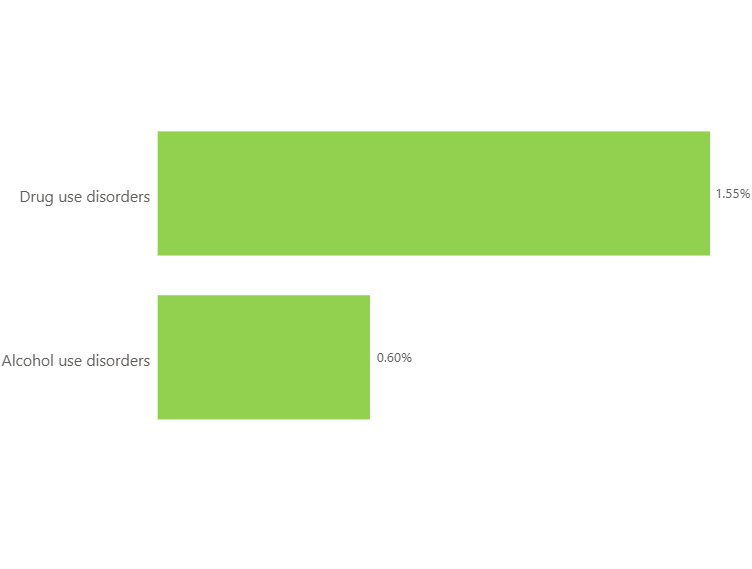 Drug use disorders
1.55%
Alcohol use disorders
0.60%